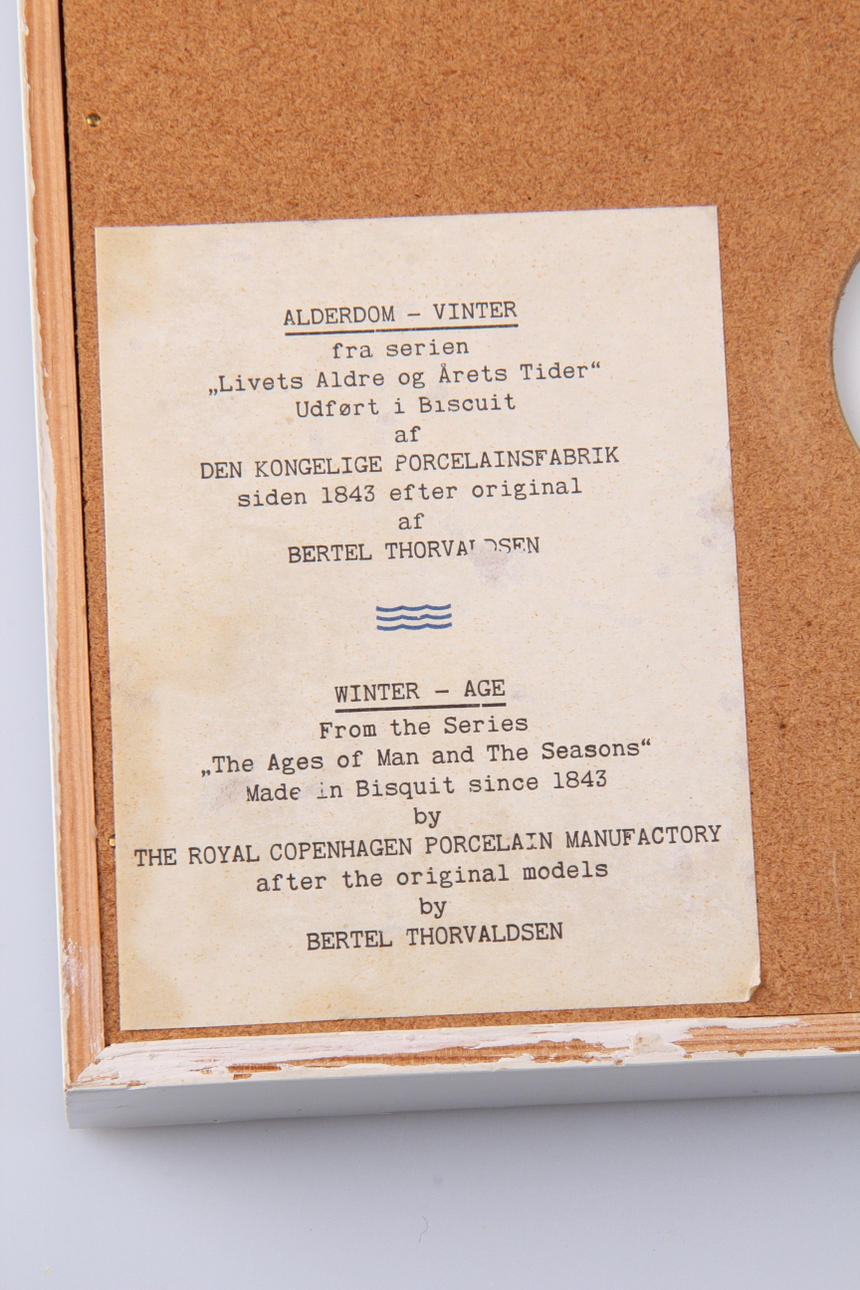 ALDERDOM – VINTER
fra serien
„Livets Aldre og Årets Tider“
Udført i Biscuit
af
DEN KONGELIGE PORCELAINSFABRIK
siden 1843 efter original
af
BERTEL THORVALDSEN
WINTER – AGE
From the Series
„The Ages of Man and The Seasons“
Made in Bisquit since 1843
by
THE ROYAL COPENHAGEN PORCELAIN MANUFACTORY
after the original models
by
BERTEL THORVALDSEN